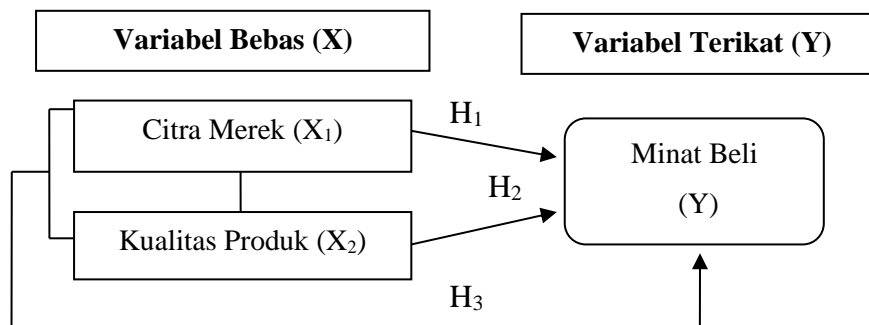 Variabel Bebas (X)
Variabel Terikat (Y)
Citra Merek (X₁)
H₁
Minat Beli
(Y)
H₂
Kualitas Produk (X₂)
H₃